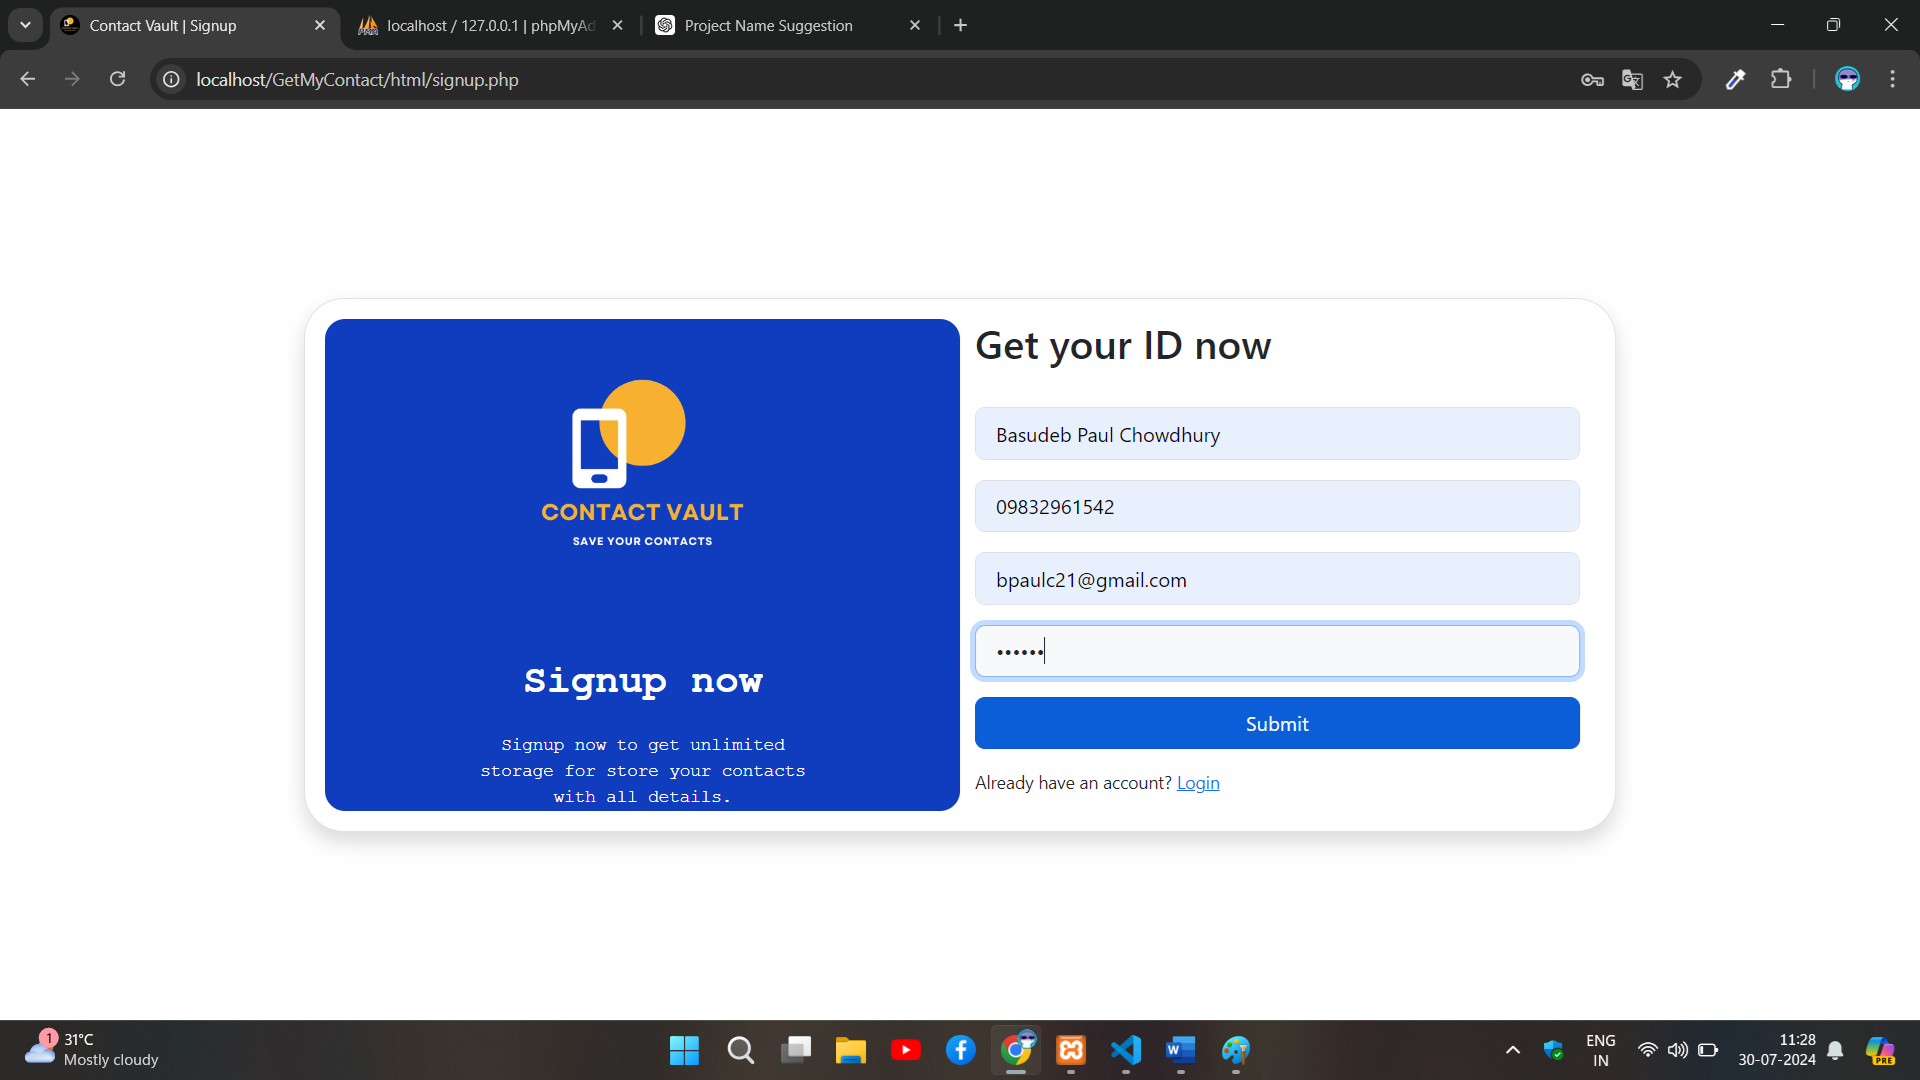 Contact Vault | Signup
localhost / 127.0.0.1 | phpMyAd
Project Name Suggestion
localhost/GetMyContact/html/signup.php
CONTACT VAULT
SAVE YOUR CONTACTS
Signup now
Signup now to get unlimited
storage for store your contacts
with all details.
Get your ID now
Basudeb Paul Chowdhury
09832961542
bpaulc21@gmail.com
••••••
Submit
Already have an account? Login
1
31°C
Mostly cloudy
W
ENG
IN
11:28
30-07-2024
PRE